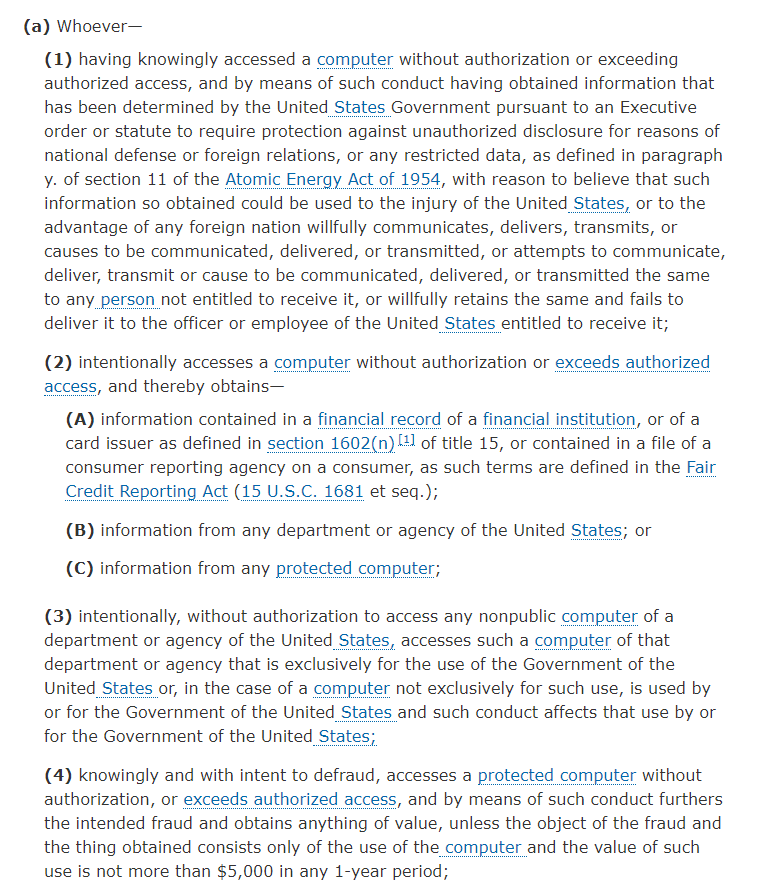 (a) Whoever—
(1) having knowingly accessed a computer without authorization or exceeding
authorized access, and by means of such conduct having obtained information that
has been determined by the United States Government pursuant to an Executive
order or statute to require protection against unauthorized disclosure for reasons of
national defense or foreign relations, or any restricted data, as defined in paragraph
y. of section 11 of the Atomic Energy Act of 1954, with reason to believe that such
information so obtained could be used to the injury of the United States, or to the
advantage of any foreign nation willfully communicates, delivers, transmits, or
causes to be communicated, delivered, or transmitted, or attempts to communicate,
deliver, transmit or cause to be communicated, delivered, or transmitted the same
to any person not entitled to receive it, or willfully retains the same and fails to
deliver it to the officer or employee of the United States entitled to receive it;
(2) intentionally accesses a computer without authorization or exceeds authorized
access, and thereby obtains—
(A) information contained in a financial record of a financial institution, or of a
card issuer as defined in section 1602(n) [1] of title 15, or contained in a file of a
consumer reporting agency on a consumer, as such terms are defined in the Fair
Credit Reporting Act (15 U.S.C. 1681 et seq.);
(B) information from any department or agency of the United States; or
(C) information from any protected computer;
(3) intentionally, without authorization to access any nonpublic computer of a
department or agency of the United States, accesses such a computer of that
department or agency that is exclusively for the use of the Government of the
United States or, in the case of a computer not exclusively for such use, is used by
or for the Government of the United States and such conduct affects that use by or
for the Government of the United States;
(4) knowingly and with intent to defraud, accesses a protected computer without
authorization, or exceeds authorized access, and by means of such conduct furthers
the intended fraud and obtains anything of value, unless the object of the fraud and
the thing obtained consists only of the use of the computer and the value of such
use is not more than $5,000 in any 1-year period;